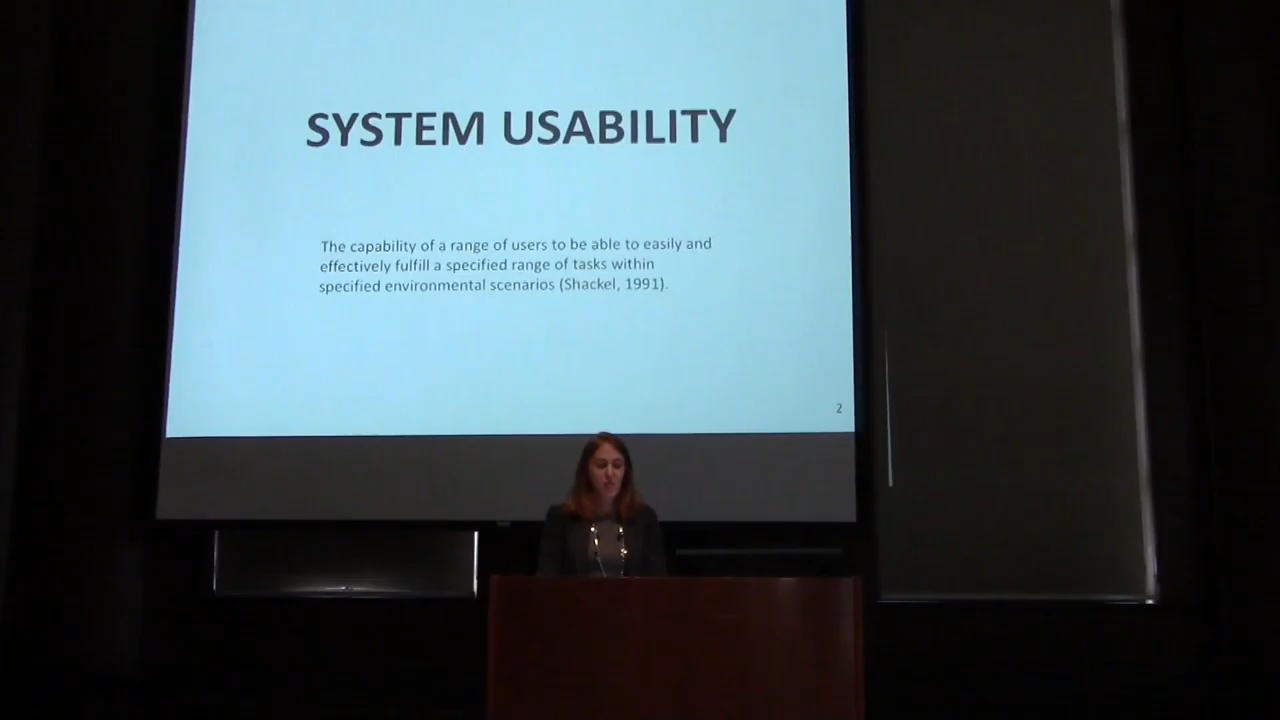 SYSTEM USABILITY
The capability of a range of users to be able to easily and
effectively fulfill a specified range of tasks within
specified environmental scenarios (Shackel, 1991).
2